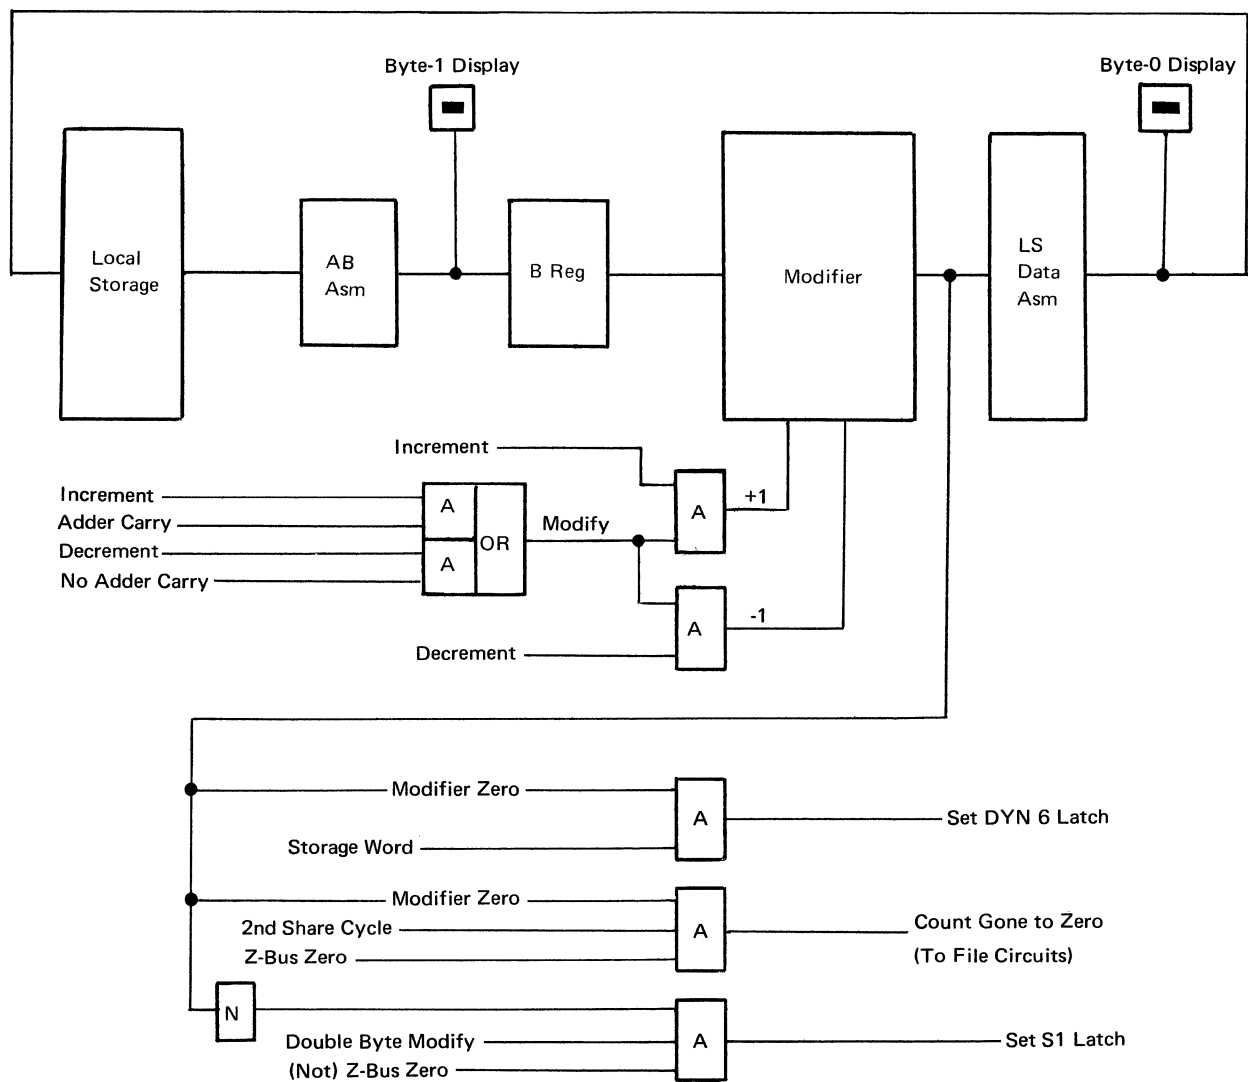 Byte-1 Display
Byte-0 Display
Local
Storage
AB
Asm
B Reg
Modifier
LS
Data
Asm
Increment
+1
A
Increment
Adder Carry
Decrement
No Adder Carry
A
A
OR
Modify
A
-1
Decrement
Modifier Zero
Storage Word
A
Set DYN 6 Latch
Modifier Zero
2nd Share Cycle
Z-Bus Zero
A
Count Gone to Zero
(To File Circuits)
N
Double Byte Modify
(Not) Z-Bus Zero
A
Set S1 Latch